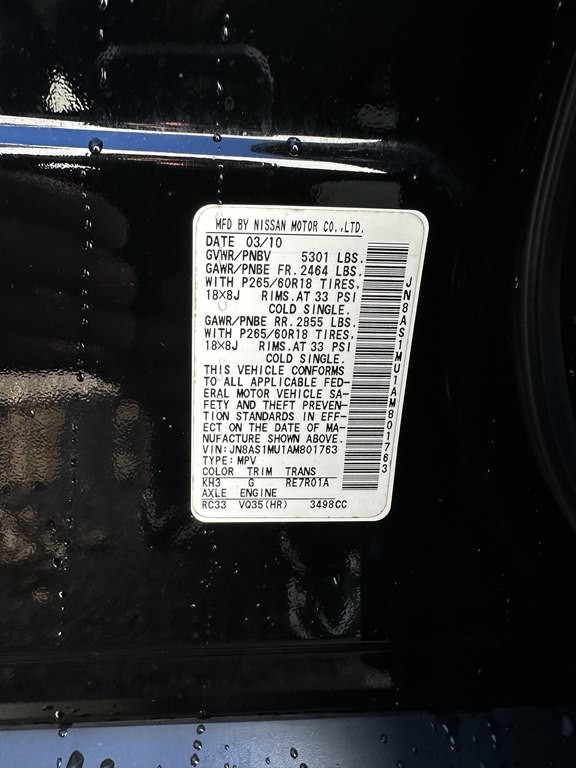 MFD BY NISSAN MOTOR CO.,LTD.
DATE 03/10
GVWR/PNBV 5301 LBS.
GAWR/PNBE FR. 2464 LBS.
WITH P265/60R18 TIRES,
18X8J RIMS.AT 33 PSI
COLD SINGLE.
GAWR/PNBE RR. 2855 LBS.
WITH P265/60R18 TIRES,
18X8J RIMS.AT 33 PSI
COLD SINGLE.
THIS VEHICLE CONFORMS
TO ALL APPLICABLE FED-
ERAL MOTOR VEHICLE SA-
FETY AND THEFT PREVEN-
TION STANDARDS IN EFF-
ECT ON THE DATE OF MA-
NUFACTURE SHOWN ABOVE.
VIN:JN8AS1MU1AM801763
TYPE:MPV
COLOR TRIM TRANS
KH3 G RE7R01A
AXLE ENGINE
RC33 VQ35(HR) 3498CC
JN8AS1MU1AM801763